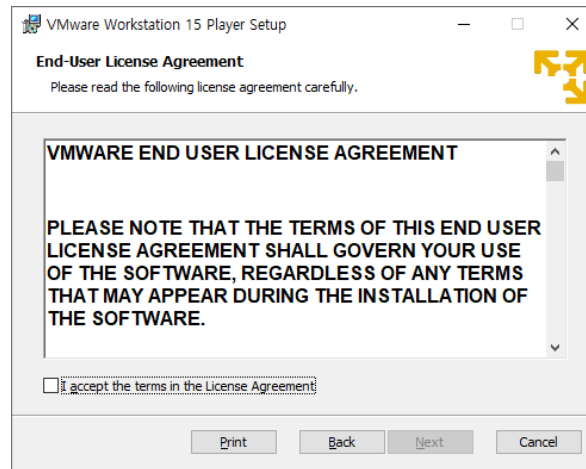 VMware Workstation 15 Player Setup
End-User License Agreement
Please read the following license agreement carefully.
VMWARE END USER LICENSE AGREEMENT
PLEASE NOTE THAT THE TERMS OF THIS END USER
LICENSE AGREEMENT SHALL GOVERN YOUR USE
OF THE SOFTWARE, REGARDLESS OF ANY TERMS
THAT MAY APPEAR DURING THE INSTALLATION OF
THE SOFTWARE.
I accept the terms in the License Agreement
Print Back Next Cancel